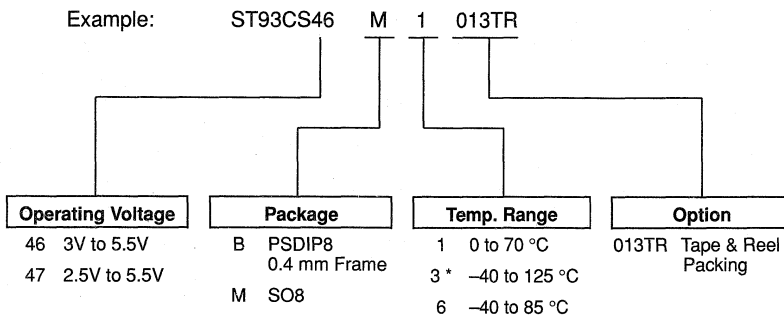 Example: ST93CS46 M 1 013TR
Operating Voltage
46 3V to 5.5V
47 2.5V to 5.5V
Package
B PSDIP8
0.4 mm Frame
M SO8
Temp. Range
1 0 to 70 °C
3 * –40 to 125 °C
6 –40 to 85 °C
Option
013TR Tape & Reel
Packing